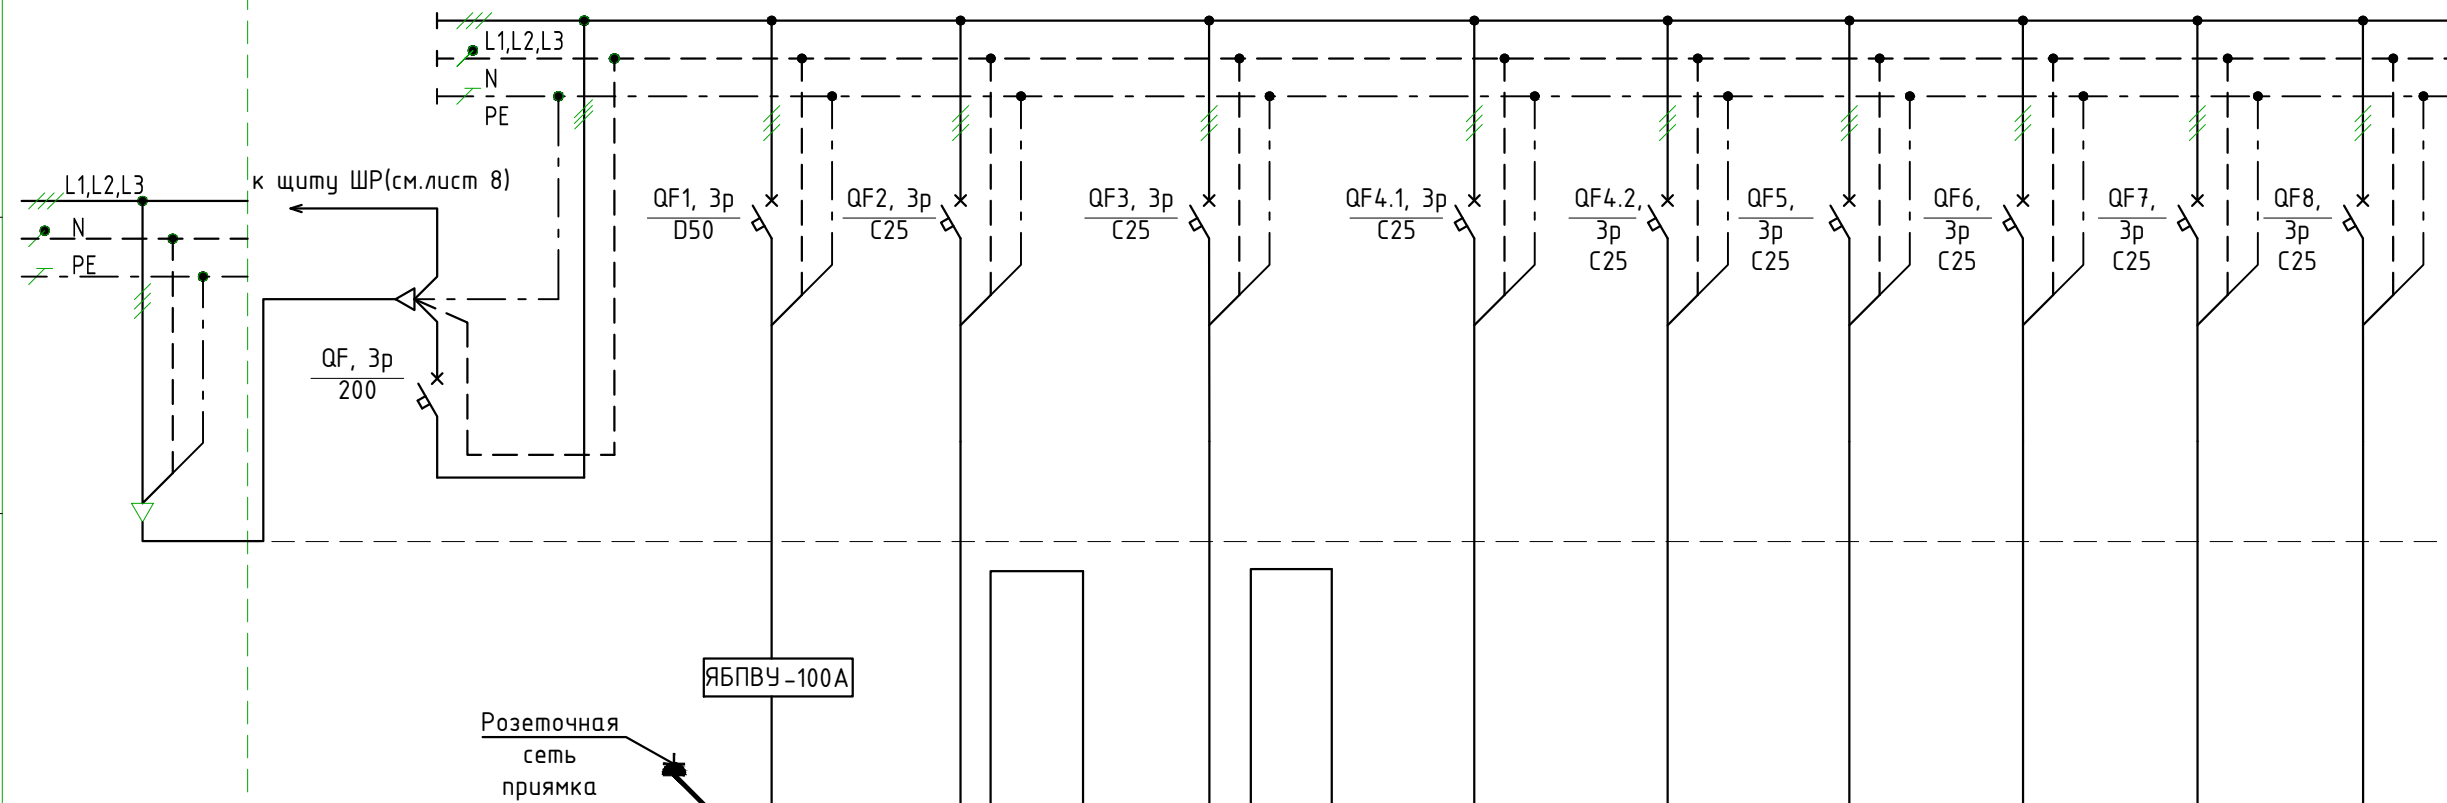 L1,L2,L3
N
PE
L1,L2,L3
N
PE
к щиту ШР(см.лист 8)
QF, 3р
200
QF1, 3р
D50
QF2, 3р
C25
QF3, 3р
C25
QF4.1, 3р
C25
QF4.2,
3р
C25
QF5,
3р
C25
QF6,
3р
C25
QF7,
3р
C25
QF8,
3р
C25
ЯБПВУ-100А
Розеточная
сеть
приямка